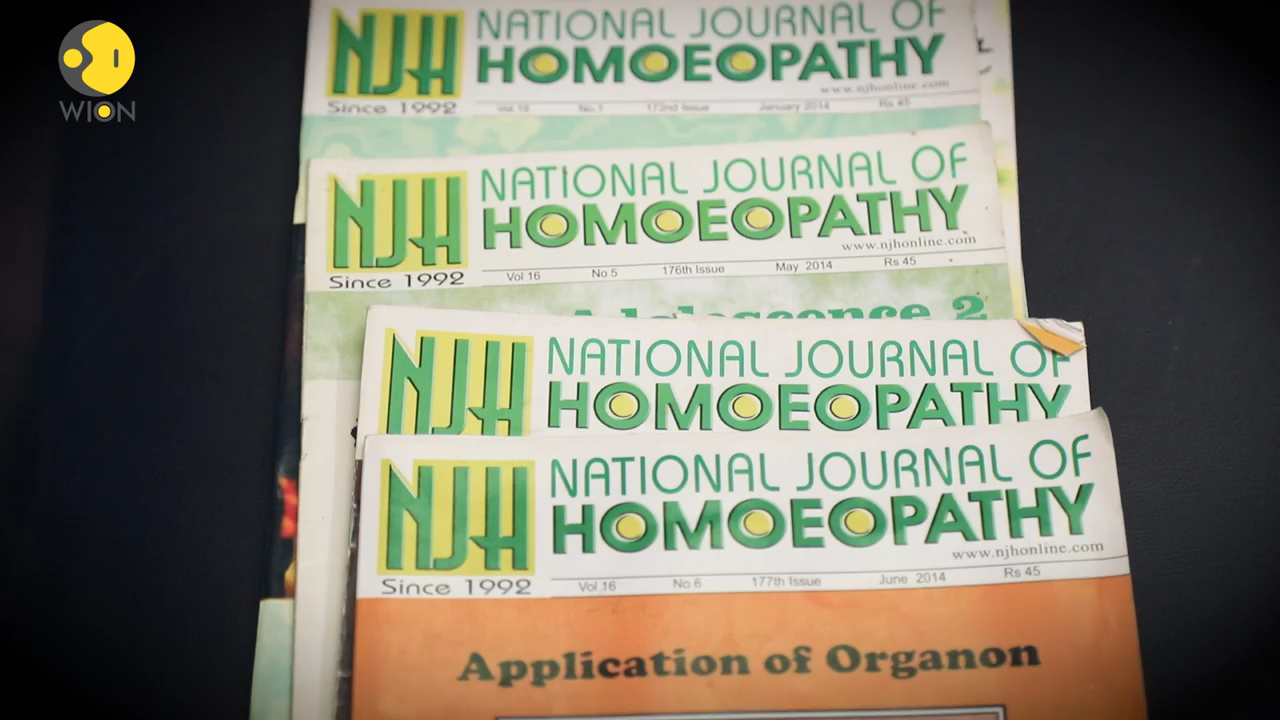 WION
NJH
NATIONAL JOURNAL OF
HOMOEOPATHY
www.njhonline.com
Since 1992
Vol 16 No.1 172nd Issue January 2014 Rs 45
NJH
NATIONAL JOURNAL OF
HOMOEOPATHY
www.njhonline.com
Since 1992
Vol 16 No 5 176th Issue May 2014 Rs 45
Adolescence 2
NJH
NATIONAL JOURNAL OF
HOMOEOPATHY
NJH
NATIONAL JOURNAL OF
HOMOEOPATHY
www.njhonline.com
Since 1992
Vol 16 No 6 177th Issue June 2014 Rs 45
Application of Organon